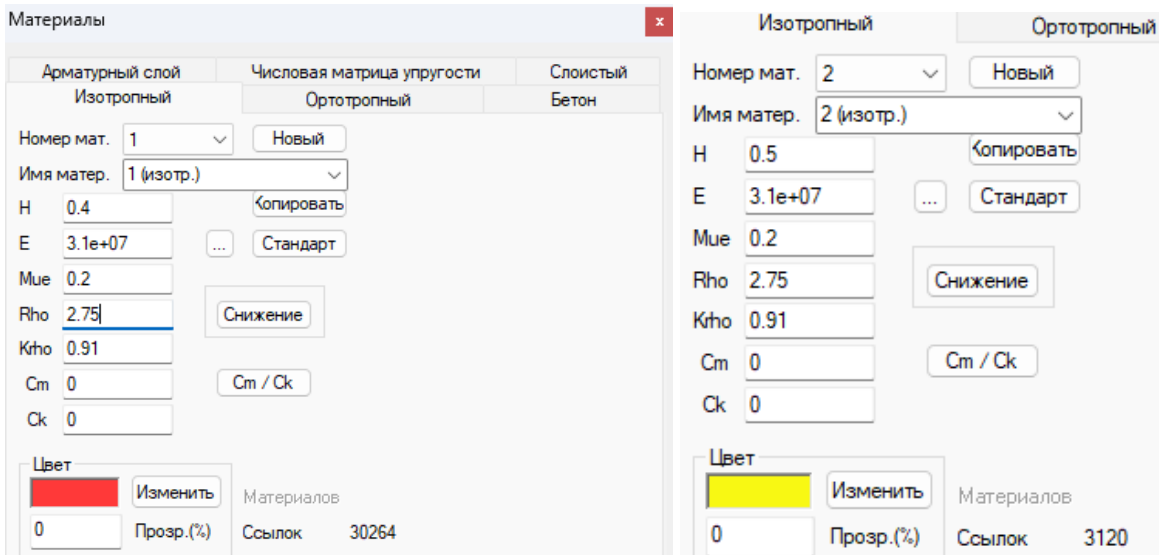 Материалы
x
Арматурный слой Числовая матрица упругости Слоистый
Изотропный Ортотропный Бетон
Номер мат. 1 Новый
Имя матер. 1 (изотр.)
H 0.4 Копировать
E 3.1e+07 ... Стандарт
Mue 0.2
Rho 2.75 Снижение
Krho 0.91
Cm 0 Cm / Ck
Ck 0
Цвет
Изменить Материалов
0 Прозр.(%) Ссылок 30264
Изотропный Ортотропный
Номер мат. 2 Новый
Имя матер. 2 (изотр.)
H 0.5 Копировать
E 3.1e+07 ... Стандарт
Mue 0.2
Rho 2.75 Снижение
Krho 0.91
Cm 0 Cm / Ck
Ck 0
Цвет
Изменить Материалов
0 Прозр.(%) Ссылок 3120